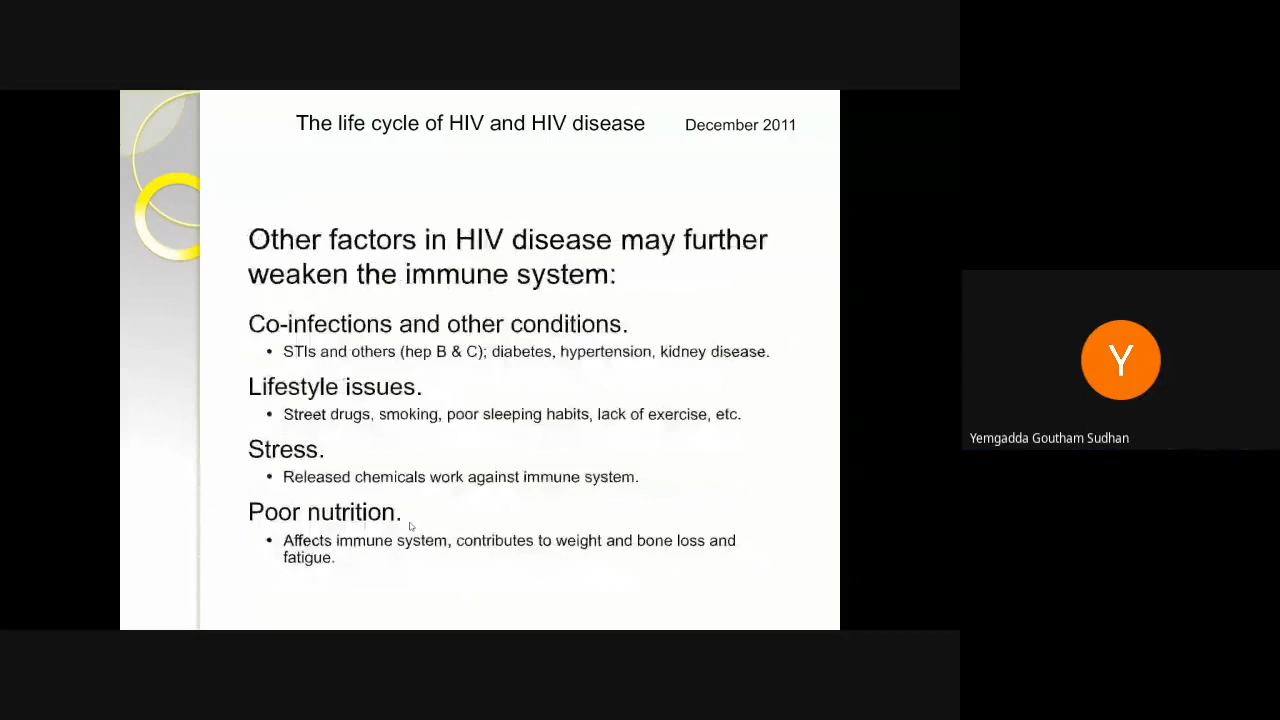 The life cycle of HIV and HIV disease December 2011
Other factors in HIV disease may further
weaken the immune system:
Co-infections and other conditions.
• STIs and others (hep B & C); diabetes, hypertension, kidney disease.
Lifestyle issues.
• Street drugs, smoking, poor sleeping habits, lack of exercise, etc.
Stress.
• Released chemicals work against immune system.
Poor nutrition.
• Affects immune system, contributes to weight and bone loss and
fatigue.
Y
Yemgadda Goutham Sudhan